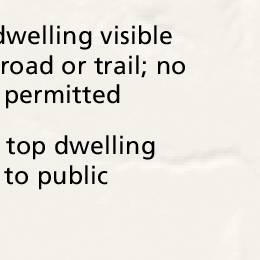 dwelling visible
road or trail; no
permitted
top dwelling
to public